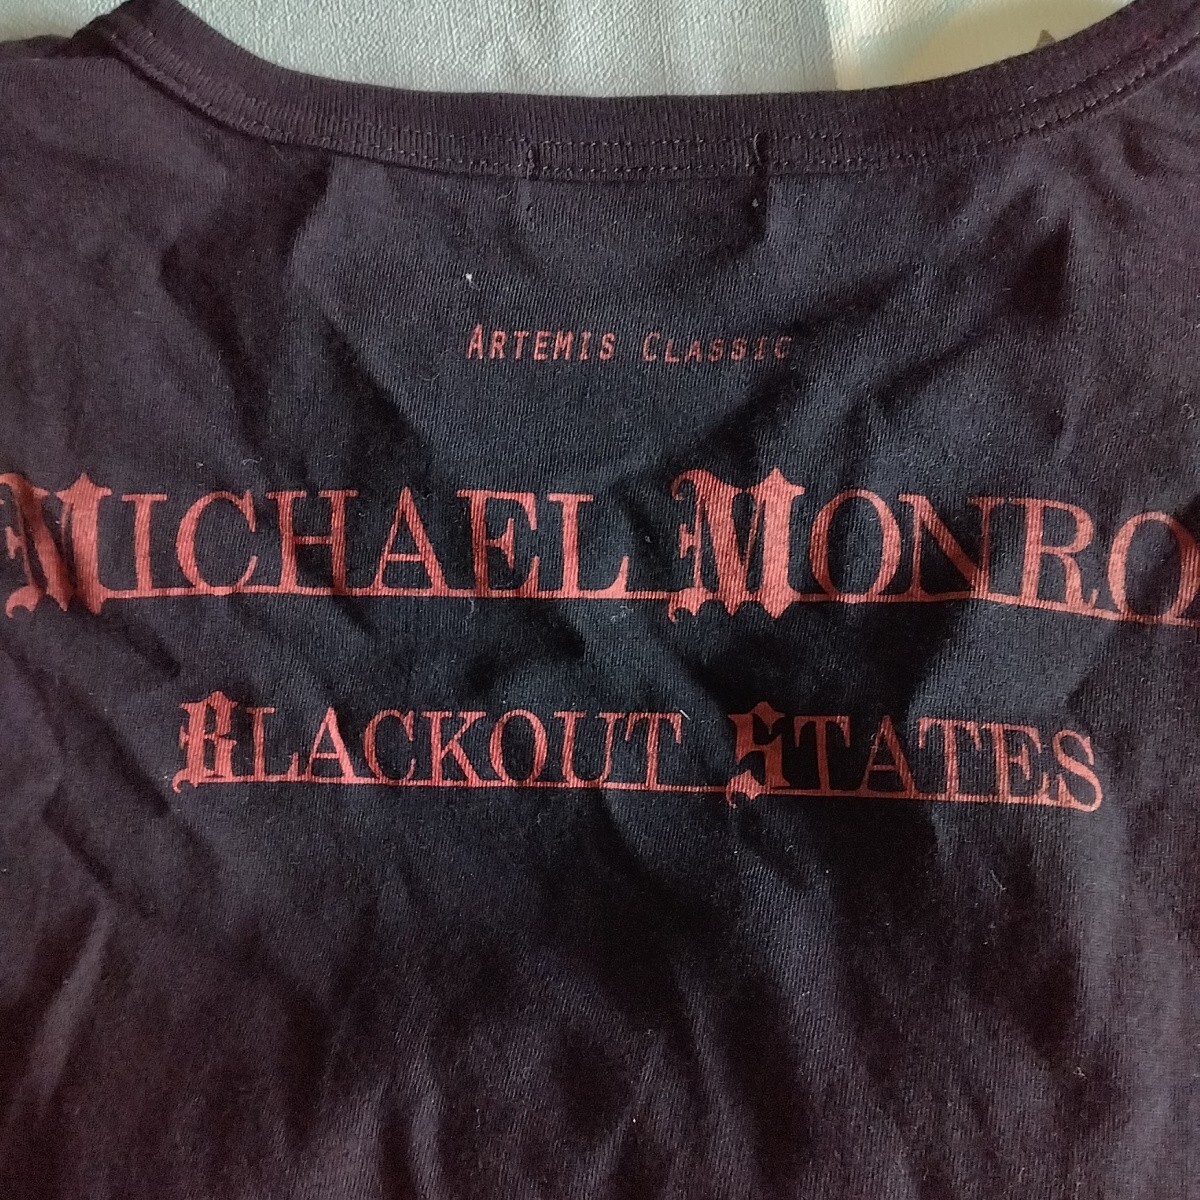 ARTEMIS CLASSIC
MICHAEL MONRO
BLACKOUT STATES